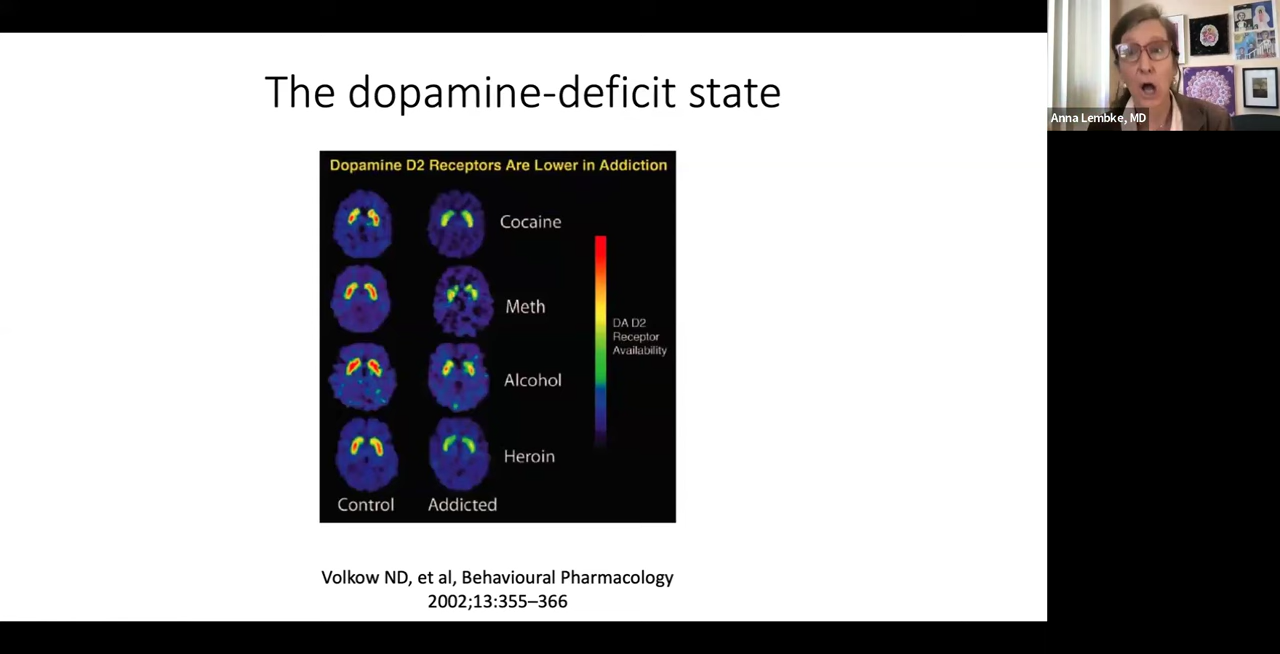 The dopamine-deficit state
Dopamine D2 Receptors Are Lower in Addiction
Cocaine
Meth
Alcohol
Heroin
DA D2
Receptor
Availability
Control
Addicted
Volkow ND, et al, Behavioural Pharmacology
2002;13:355–366
Anna Lembke, MD